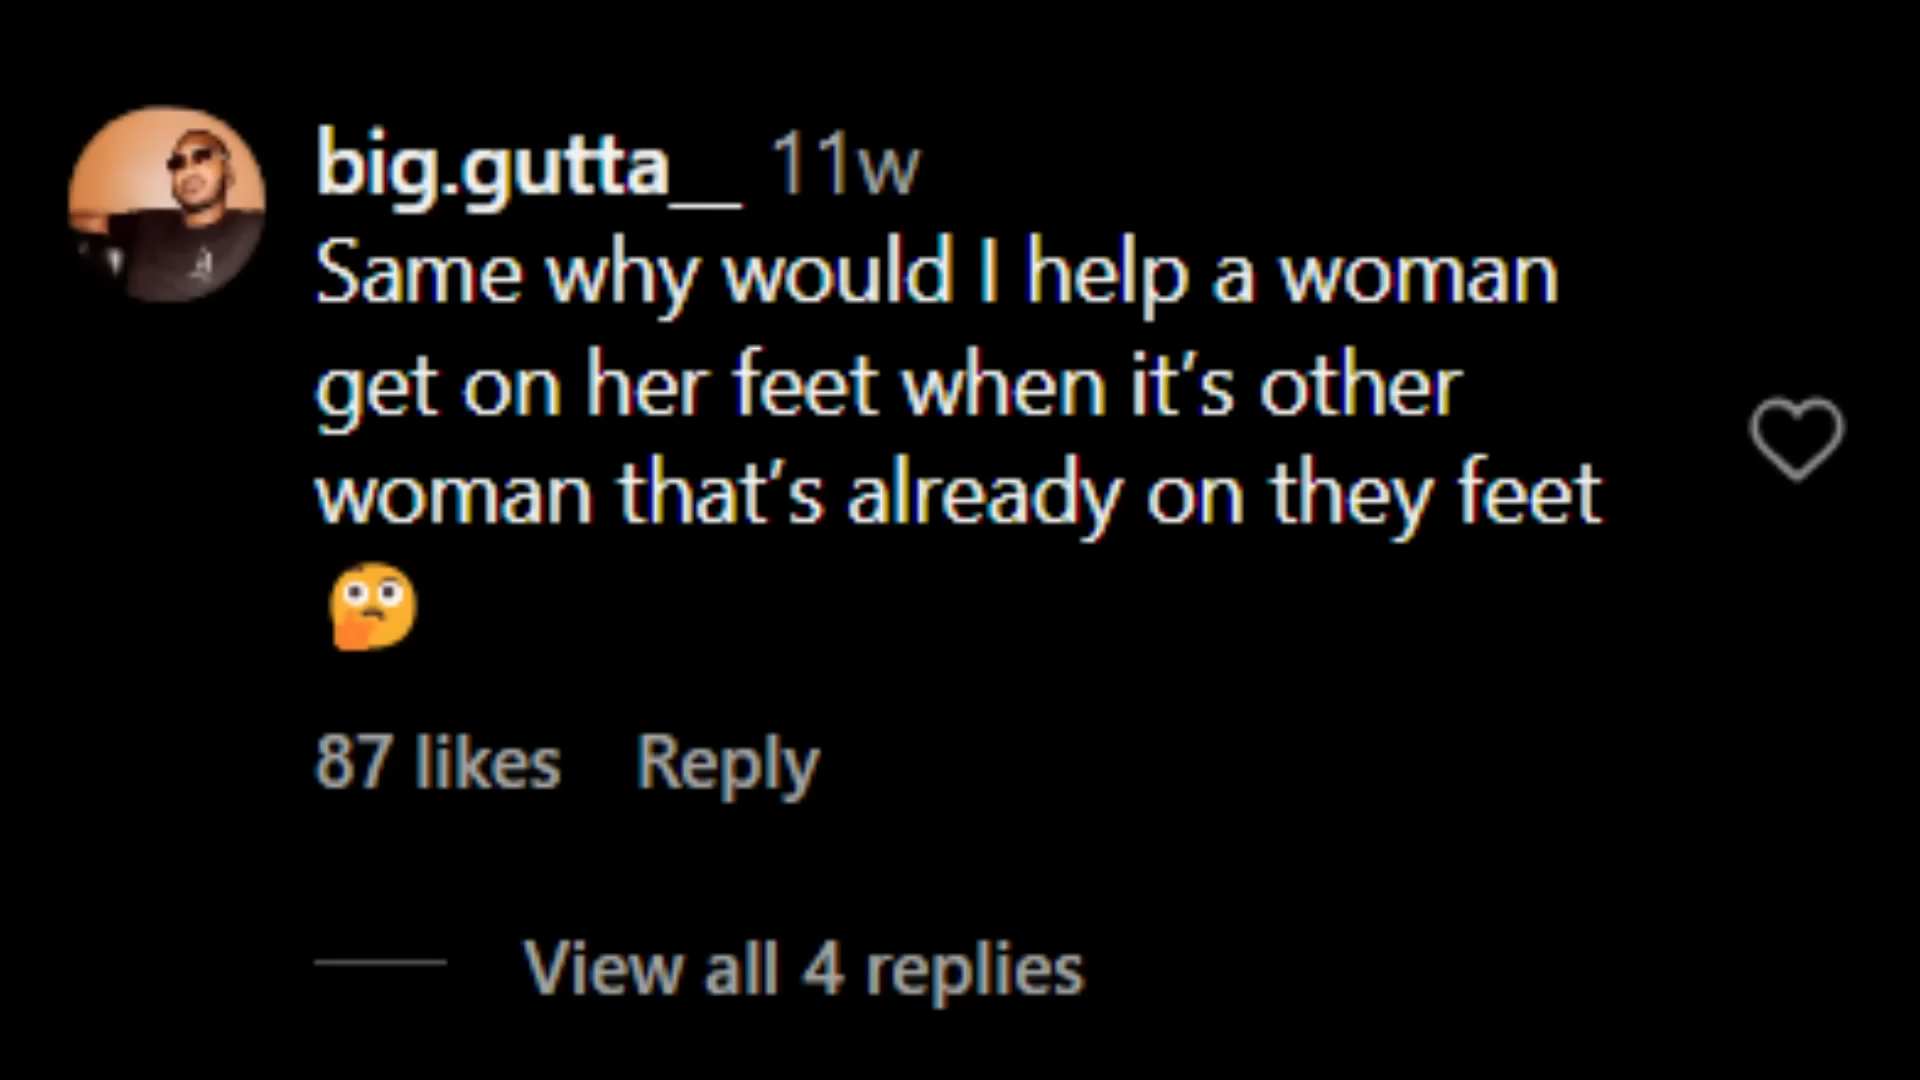 big.gutta__ 11w
Same why would I help a woman
get on her feet when it’s other
woman that’s already on they feet
🤔
87 likes Reply
View all 4 replies